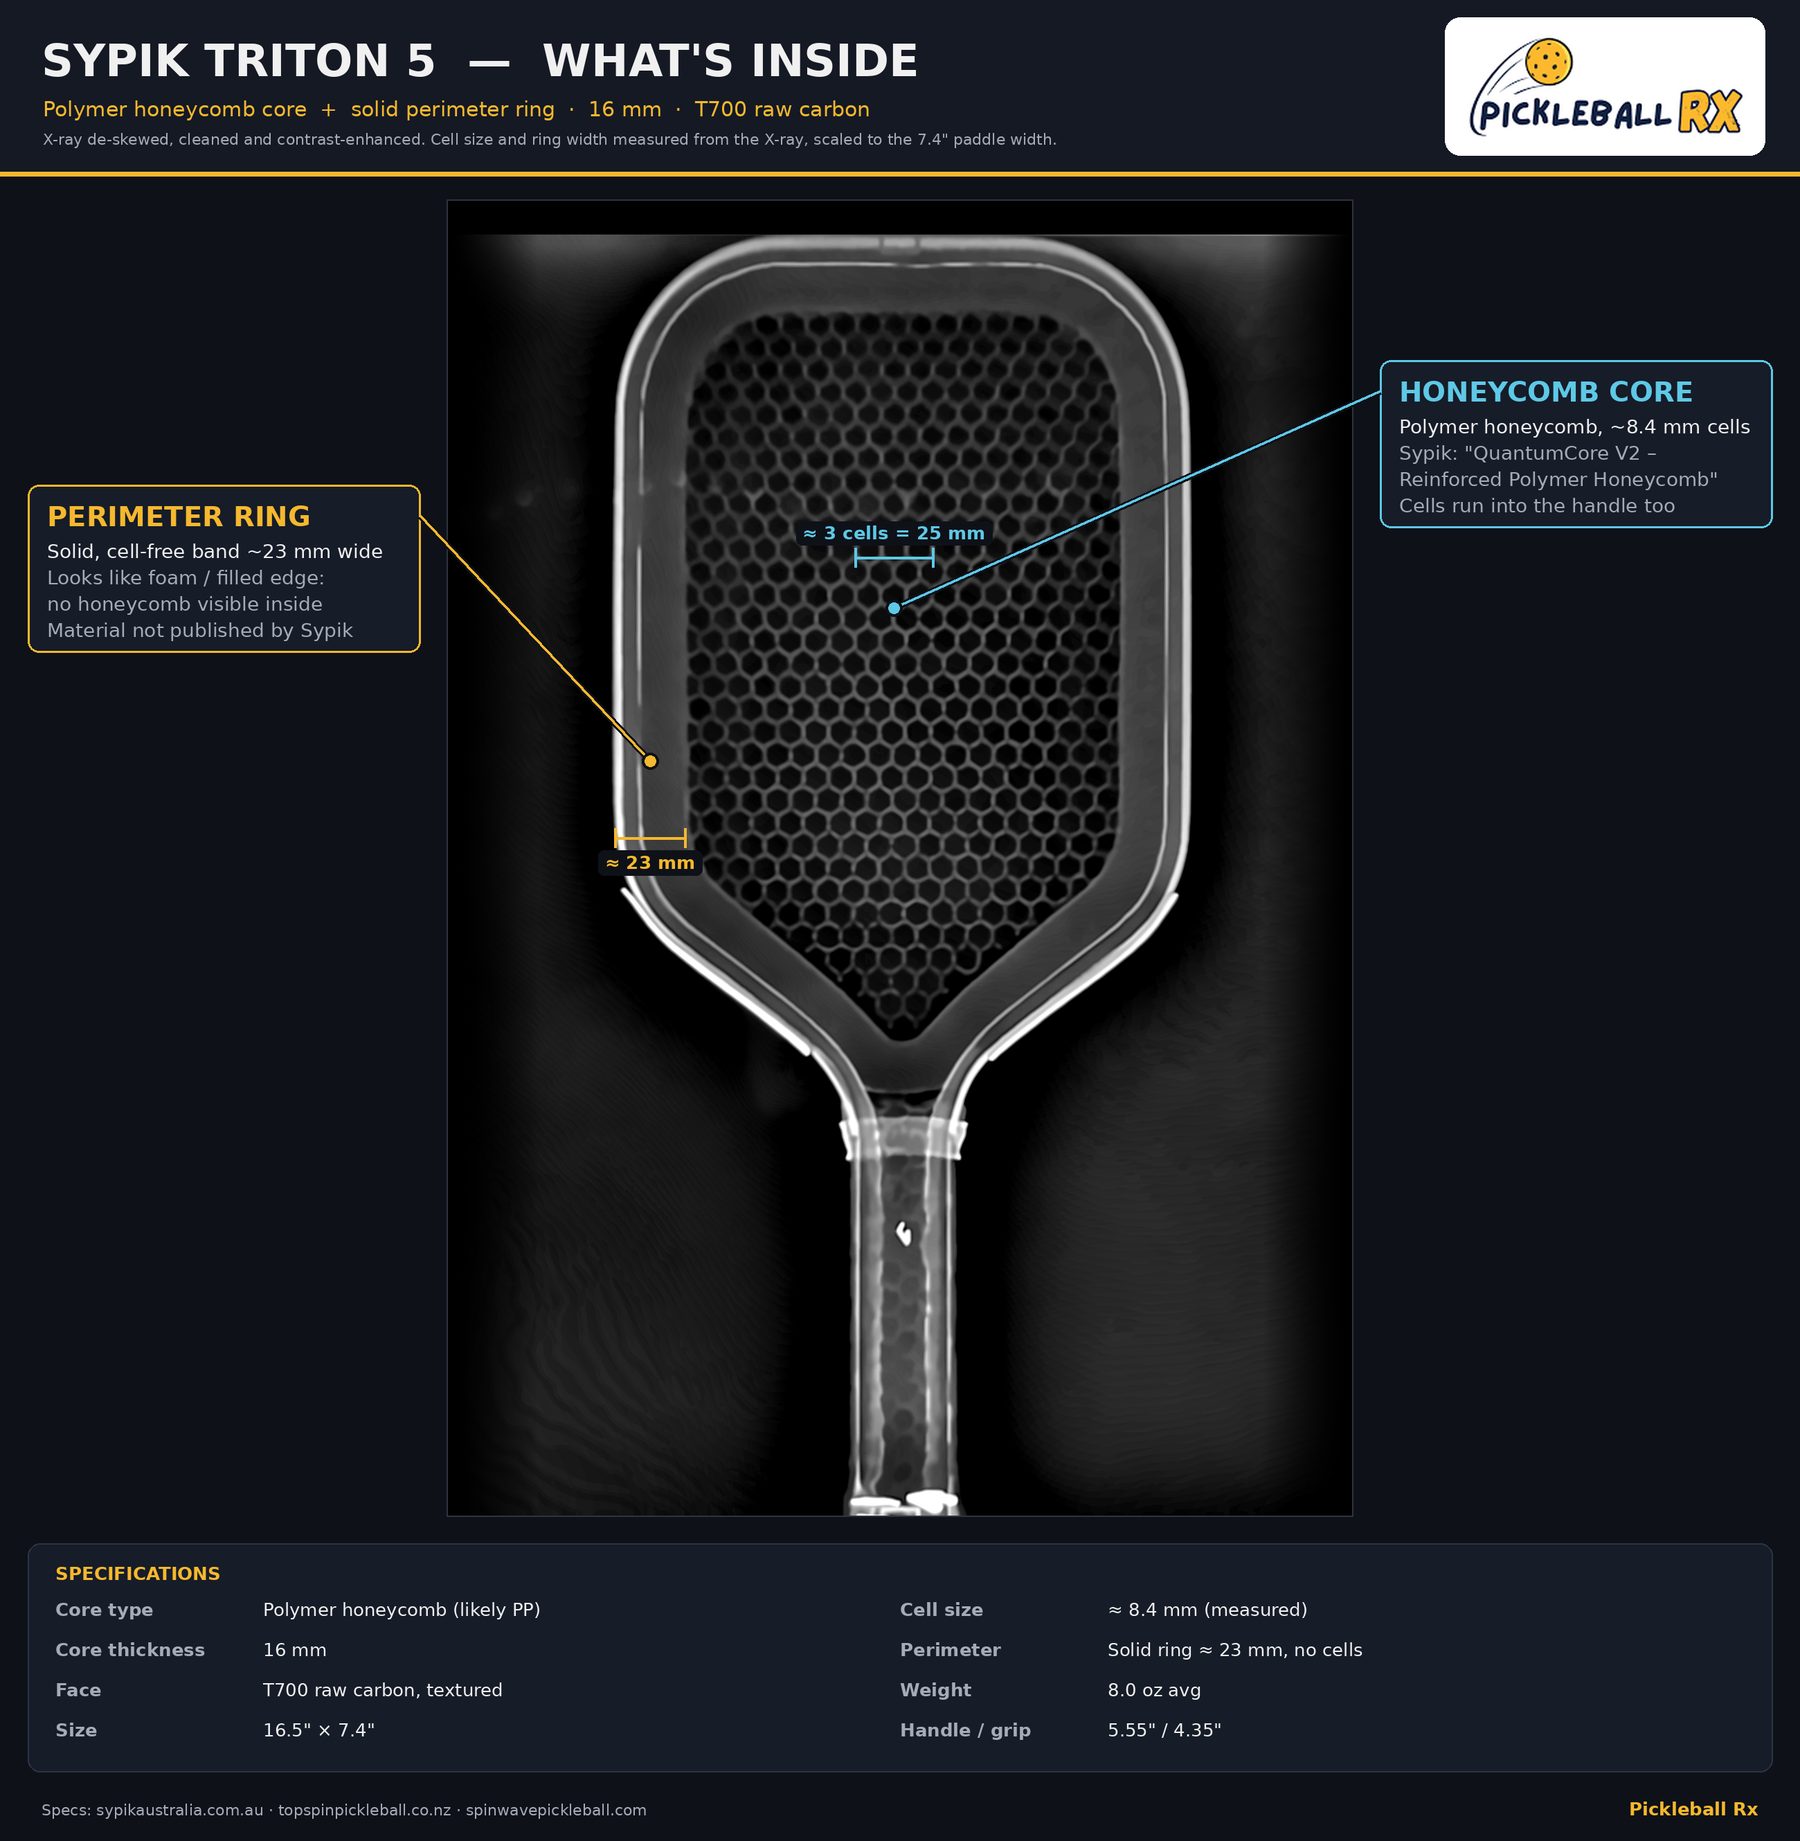 SYPIK TRITON 5 — WHAT'S INSIDE
Polymer honeycomb core + solid perimeter ring · 16 mm · T700 raw carbon
X-ray de-skewed, cleaned and contrast-enhanced. Cell size and ring width measured from the X-ray, scaled to the 7.4" paddle width.
PICKLEBALL RX
HONEYCOMB CORE
Polymer honeycomb, ~8.4 mm cells
Sypik: "QuantumCore V2 –
Reinforced Polymer Honeycomb"
Cells run into the handle too
PERIMETER RING
Solid, cell-free band ~23 mm wide
Looks like foam / filled edge:
no honeycomb visible inside
Material not published by Sypik
≈ 3 cells = 25 mm
≈ 23 mm
SPECIFICATIONS
Core type Polymer honeycomb (likely PP)
Core thickness 16 mm
Face T700 raw carbon, textured
Size 16.5" × 7.4"
Cell size ≈ 8.4 mm (measured)
Perimeter Solid ring ≈ 23 mm, no cells
Weight 8.0 oz avg
Handle / grip 5.55" / 4.35"
Specs: sypikaustralia.com.au · topspinpickleball.co.nz · spinwavepickleball.com
Pickleball Rx